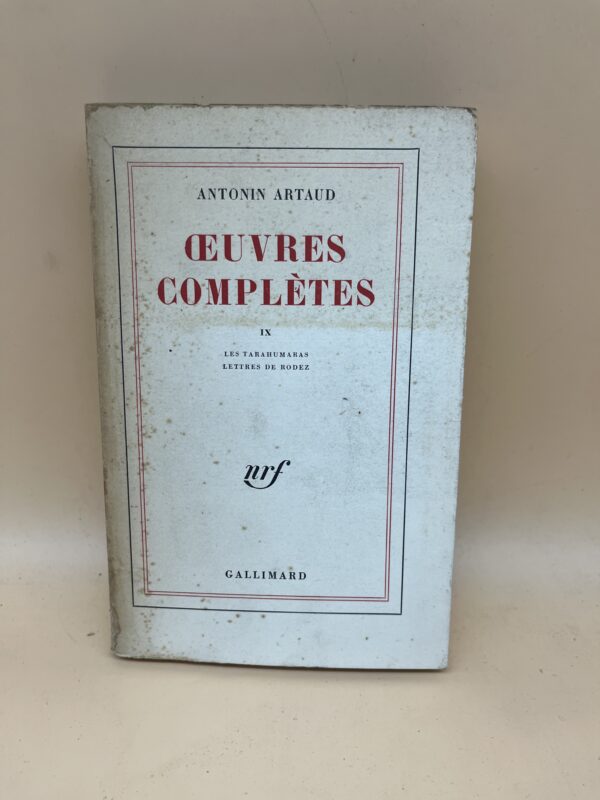 ANTONIN ARTAUD
ŒUVRES
COMPLÈTES
IX
LES TARAHUMARAS
LETTRES DE RODEZ
nrf
GALLIMARD